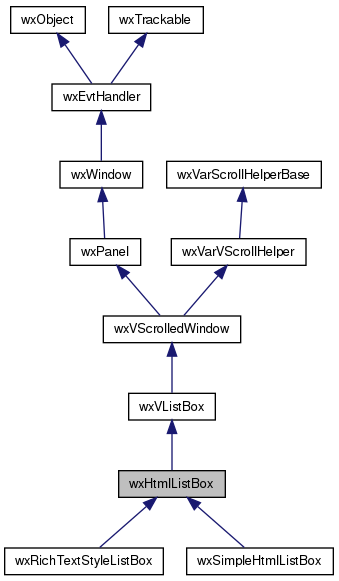 wxObject
wxTrackable
wxEvtHandler
wxWindow
wxVarScrollHelperBase
wxPanel
wxVarVScrollHelper
wxVScrolledWindow
wxVListBox
wxHtmlListBox
wxRichTextStyleListBox
wxSimpleHtmlListBox